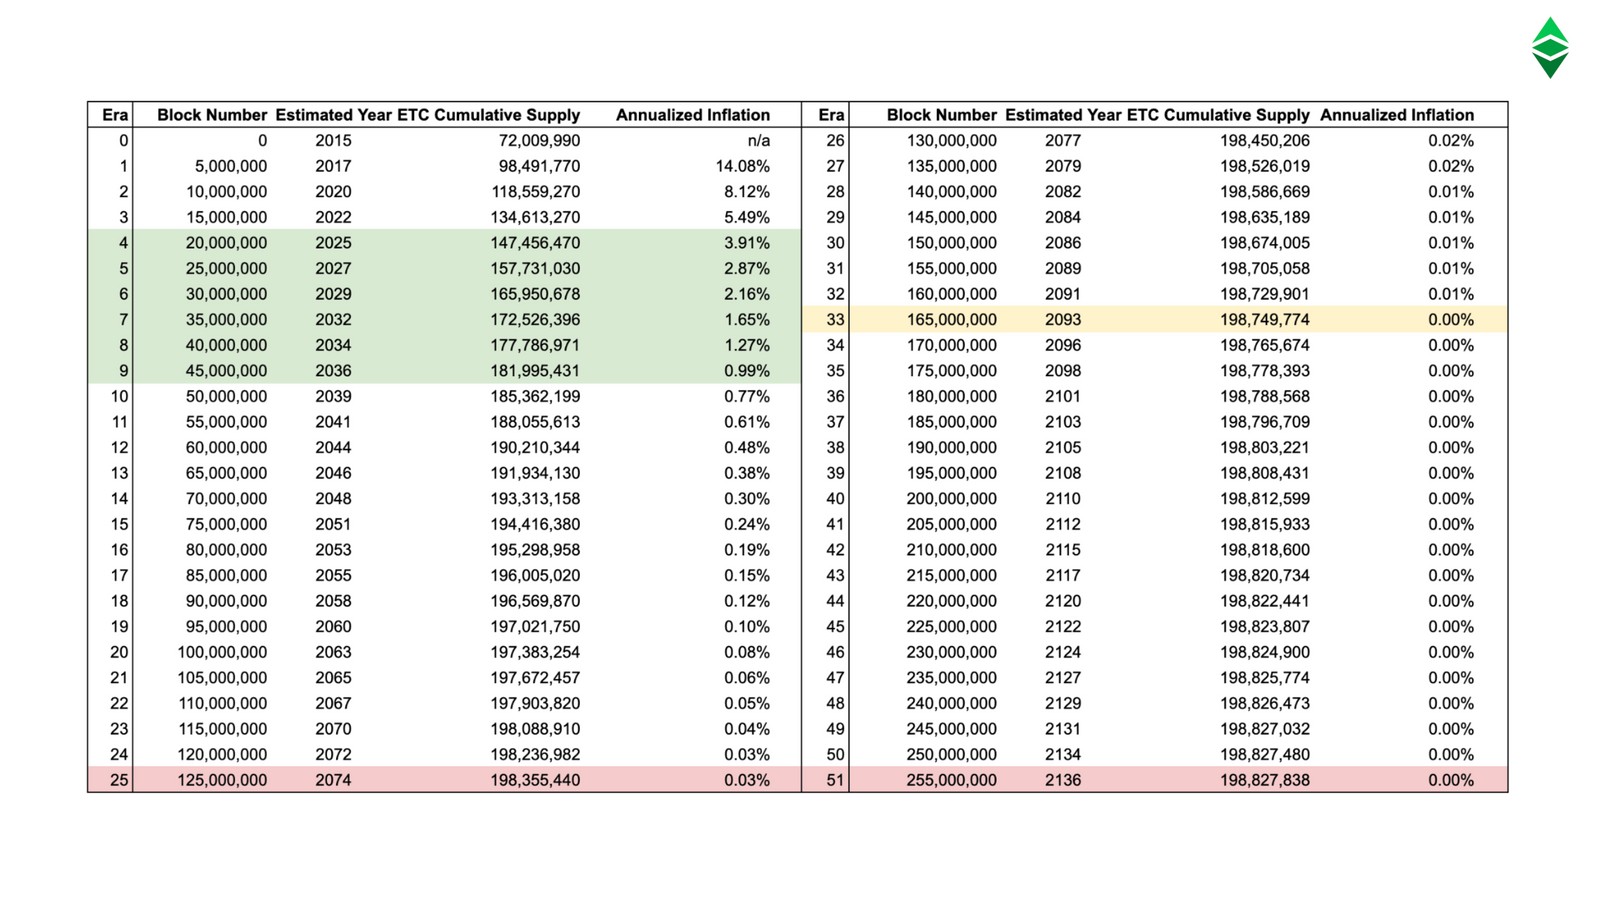 Era Block Number Estimated Year ETC Cumulative Supply Annualized Inflation
0 0 2015 72,009,990 n/a
1 5,000,000 2017 98,491,770 14.08%
2 10,000,000 2020 118,559,270 8.12%
3 15,000,000 2022 134,613,270 5.49%
4 20,000,000 2025 147,456,470 3.91%
5 25,000,000 2027 157,731,030 2.87%
6 30,000,000 2029 165,950,678 2.16%
7 35,000,000 2032 172,526,396 1.65%
8 40,000,000 2034 177,786,971 1.27%
9 45,000,000 2036 181,995,431 0.99%
10 50,000,000 2039 185,362,199 0.77%
11 55,000,000 2041 188,055,613 0.61%
12 60,000,000 2044 190,210,344 0.48%
13 65,000,000 2046 191,934,130 0.38%
14 70,000,000 2048 193,313,158 0.30%
15 75,000,000 2051 194,416,380 0.24%
16 80,000,000 2053 195,298,958 0.19%
17 85,000,000 2055 196,005,020 0.15%
18 90,000,000 2058 196,569,870 0.12%
19 95,000,000 2060 197,021,750 0.10%
20 100,000,000 2063 197,383,254 0.08%
21 105,000,000 2065 197,672,457 0.06%
22 110,000,000 2067 197,903,820 0.05%
23 115,000,000 2070 198,088,910 0.04%
24 120,000,000 2072 198,236,982 0.03%
25 125,000,000 2074 198,355,440 0.03%
Era Block Number Estimated Year ETC Cumulative Supply Annualized Inflation
26 130,000,000 2077 198,450,206 0.02%
27 135,000,000 2079 198,526,019 0.02%
28 140,000,000 2082 198,586,669 0.01%
29 145,000,000 2084 198,635,189 0.01%
30 150,000,000 2086 198,674,005 0.01%
31 155,000,000 2089 198,705,058 0.01%
32 160,000,000 2091 198,729,901 0.01%
33 165,000,000 2093 198,749,774 0.00%
34 170,000,000 2096 198,765,674 0.00%
35 175,000,000 2098 198,778,393 0.00%
36 180,000,000 2101 198,788,568 0.00%
37 185,000,000 2103 198,796,709 0.00%
38 190,000,000 2105 198,803,221 0.00%
39 195,000,000 2108 198,808,431 0.00%
40 200,000,000 2110 198,812,599 0.00%
41 205,000,000 2112 198,815,933 0.00%
42 210,000,000 2115 198,818,600 0.00%
43 215,000,000 2117 198,820,734 0.00%
44 220,000,000 2120 198,822,441 0.00%
45 225,000,000 2122 198,823,807 0.00%
46 230,000,000 2124 198,824,900 0.00%
47 235,000,000 2127 198,825,774 0.00%
48 240,000,000 2129 198,826,473 0.00%
49 245,000,000 2131 198,827,032 0.00%
50 250,000,000 2134 198,827,480 0.00%
51 255,000,000 2136 198,827,838 0.00%